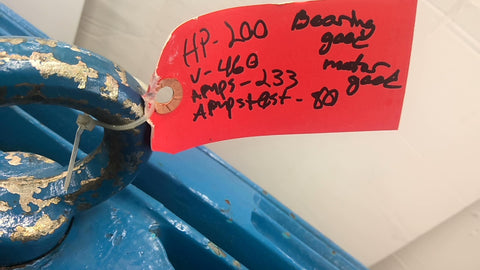 HP-200
V-460
AMPS-233
AMPStest-80
Bearing
good
motor
good